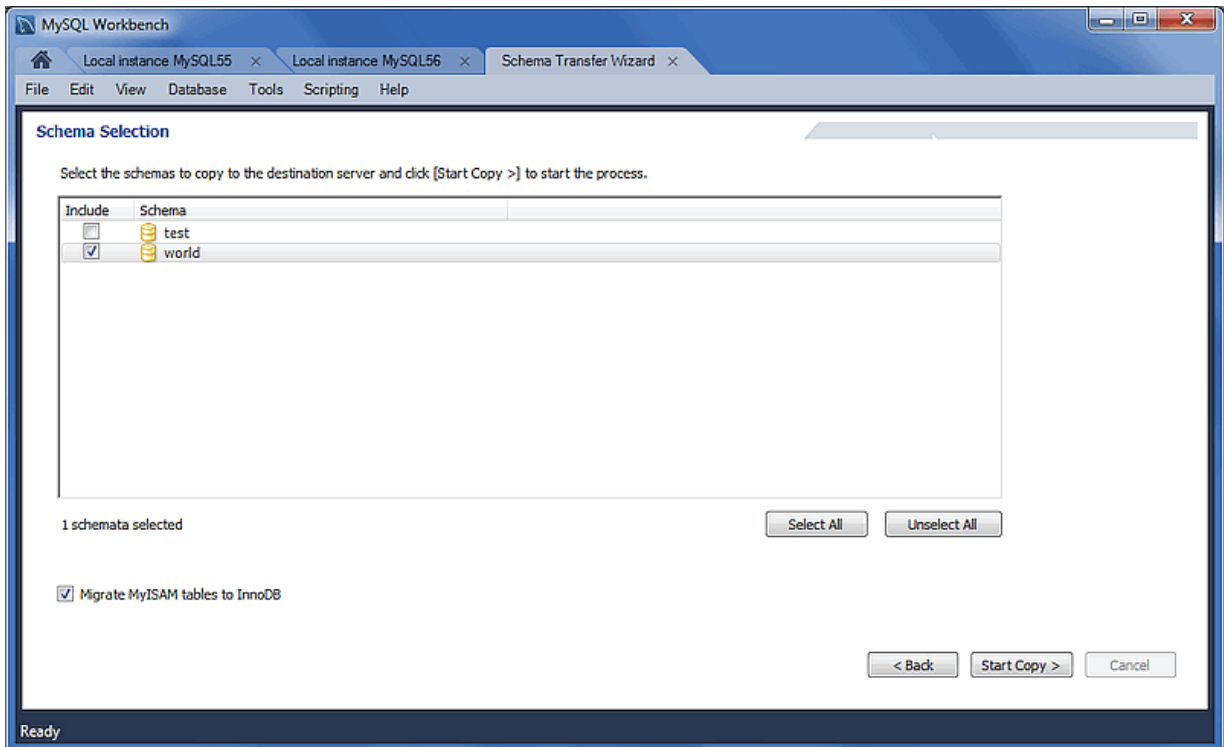 MySQL Workbench
Local instance MySQL55 × Local instance MySQL56 × Schema Transfer Wizard ×
File Edit View Database Tools Scripting Help
Schema Selection
Select the schemas to copy to the destination server and click [Start Copy >] to start the process.
Include Schema
test
world
1 schemata selected Select All Unselect All
Migrate MyISAM tables to InnoDB
< Back Start Copy > Cancel
Ready